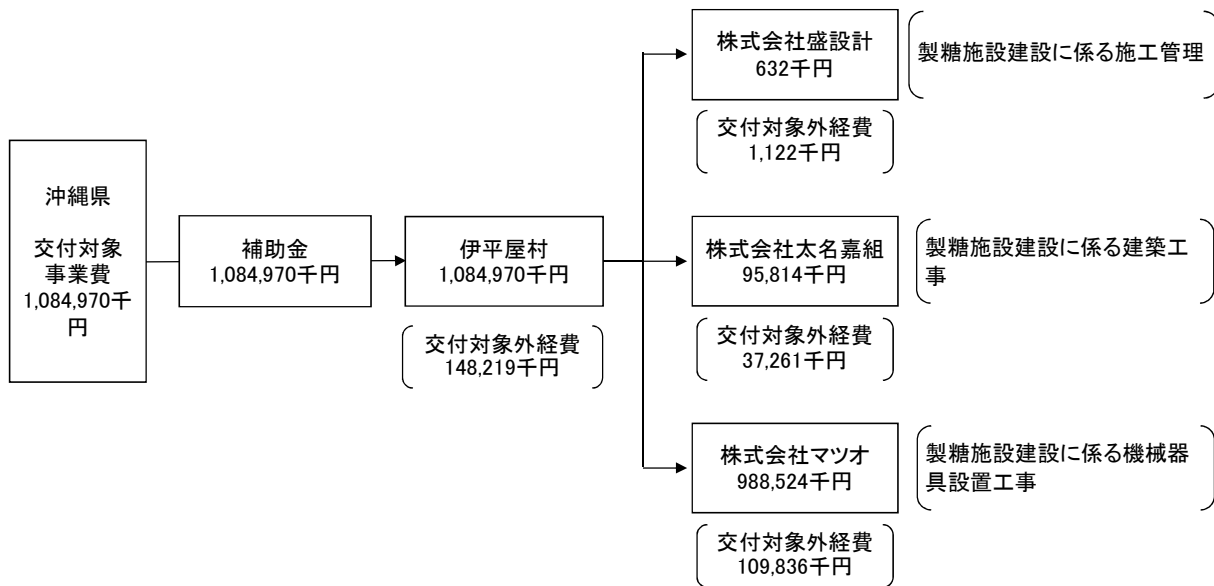 沖縄県
交付対象
事業費
1,084,970千
円
補助金
1,084,970千円
伊平屋村
1,084,970千円
交付対象外経費
148,219千円
株式会社盛設計
632千円
製糖施設建設に係る施工管理
交付対象外経費
1,122千円
株式会社太名嘉組
95,814千円
製糖施設建設に係る建築工
事
交付対象外経費
37,261千円
株式会社マツオ
988,524千円
製糖施設建設に係る機械器
具設置工事
交付対象外経費
109,836千円